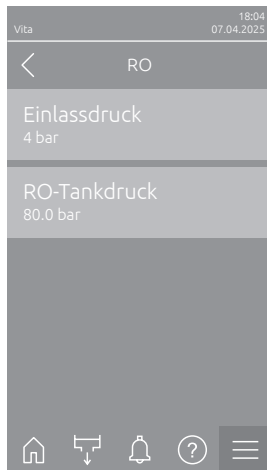 18:04
Vita 07.04.2025
RO
Einlassdruck
4 bar
RO-Tankdruck
80.0 bar
?